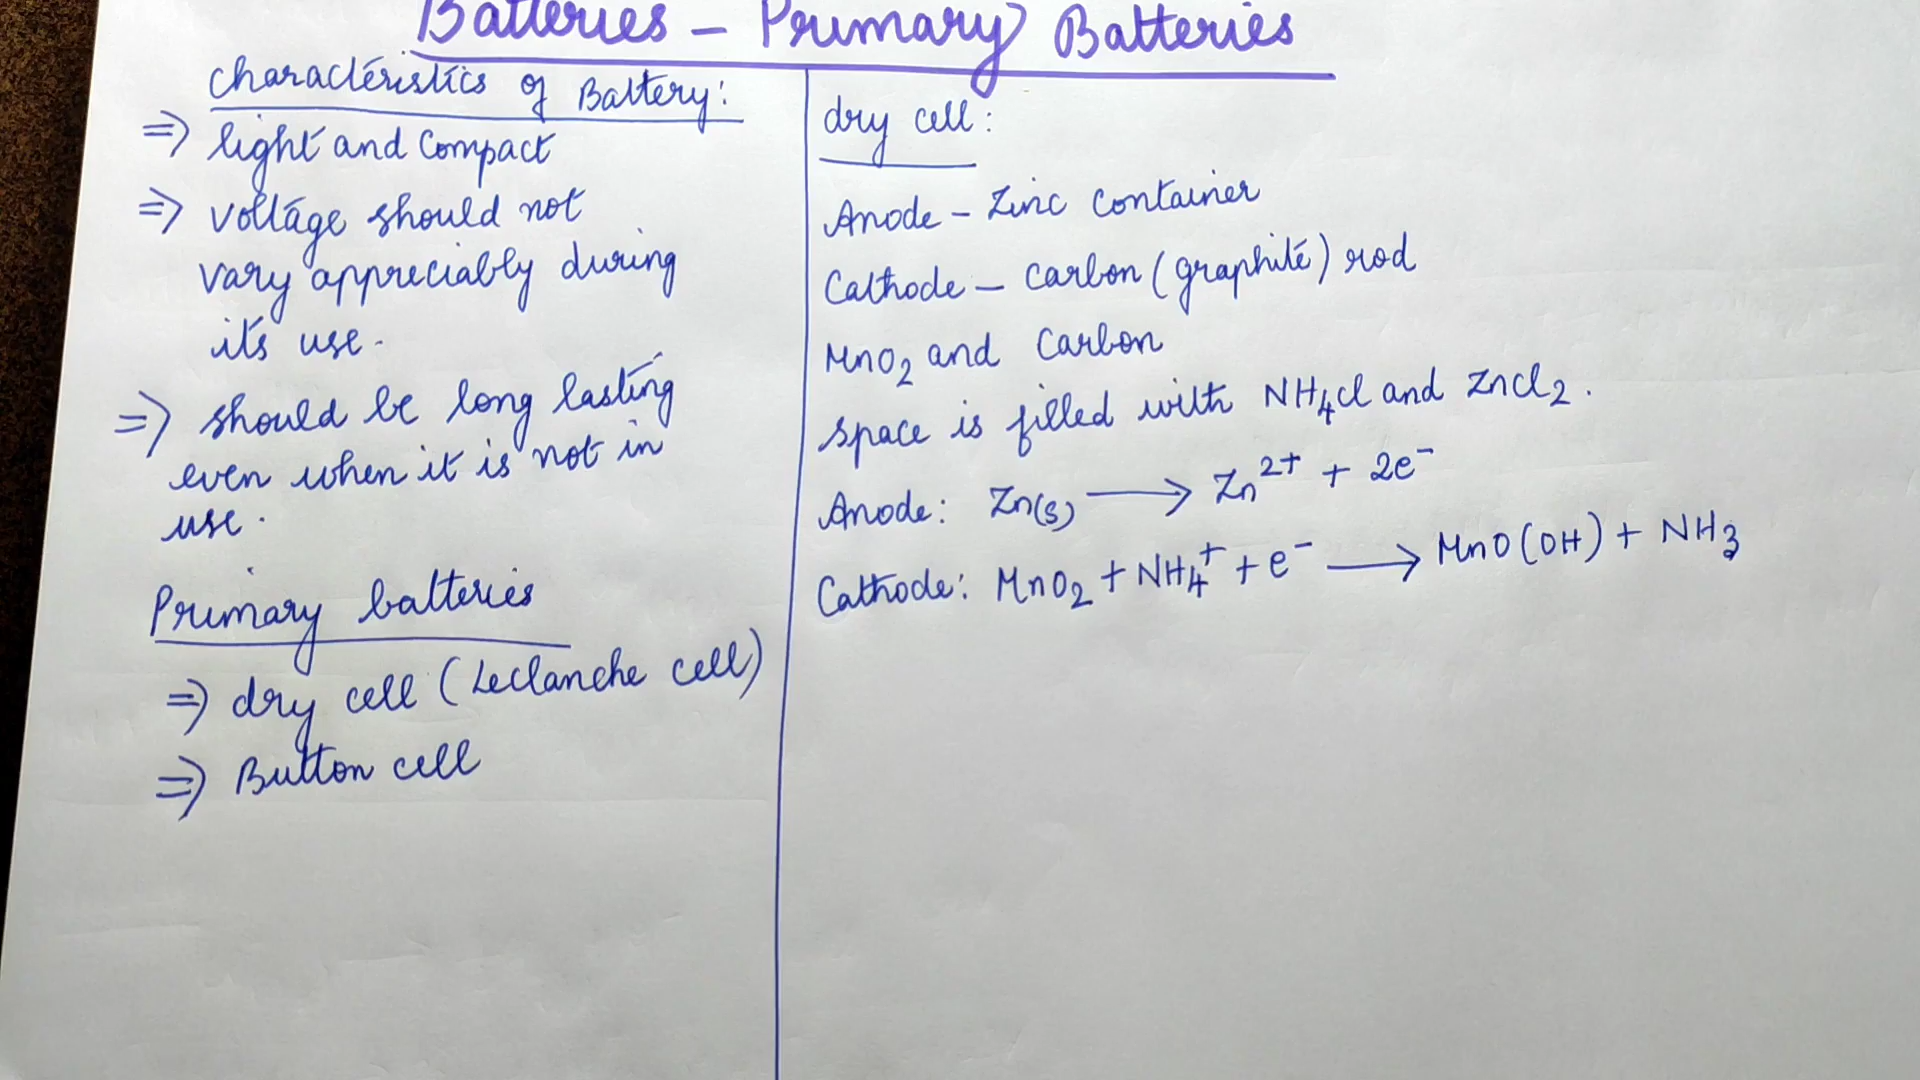 Batteries – Primary Batteries
Characteristics of Battery:
⇒ light and Compact
⇒ voltage should not
vary appreciably during
its use.
⇒ should be long lasting
even when it is not in
use.
Primary batteries
⇒ dry cell (Leclanche cell)
⇒ Button cell
dry cell:
Anode – Zinc container
Cathode – Carbon (graphite) rod
MnO₂ and Carbon
space is filled with NH₄Cl and ZnCl₂.
Anode: Zn(s) ⟶ Zn²⁺ + 2e⁻
Cathode: MnO₂ + NH₄⁺ + e⁻ ⟶ MnO(OH) + NH₃